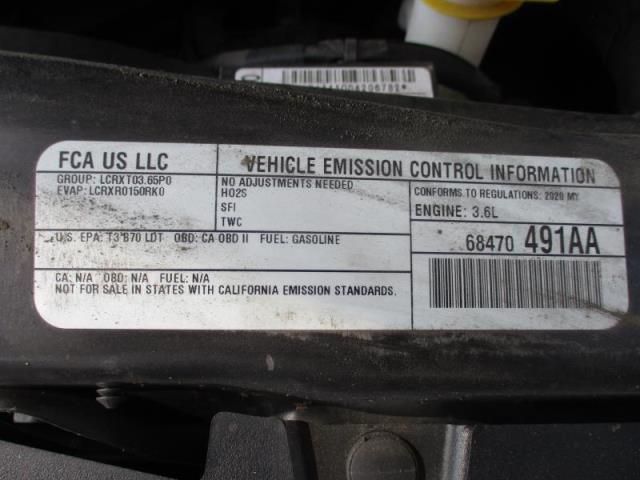 FCA US LLC
VEHICLE EMISSION CONTROL INFORMATION
GROUP: LCRXT03.65P0
EVAP: LCRXR0150RK0
NO ADJUSTMENTS NEEDED
HO2S
SFI
TWC
CONFORMS TO REGULATIONS: 2020 MY
ENGINE: 3.6L
U.S. EPA: T3B70 LDT OBD: CA OBD II FUEL: GASOLINE
68470 491AA
CA: N/A OBD: N/A FUEL: N/A
NOT FOR SALE IN STATES WITH CALIFORNIA EMISSION STANDARDS.